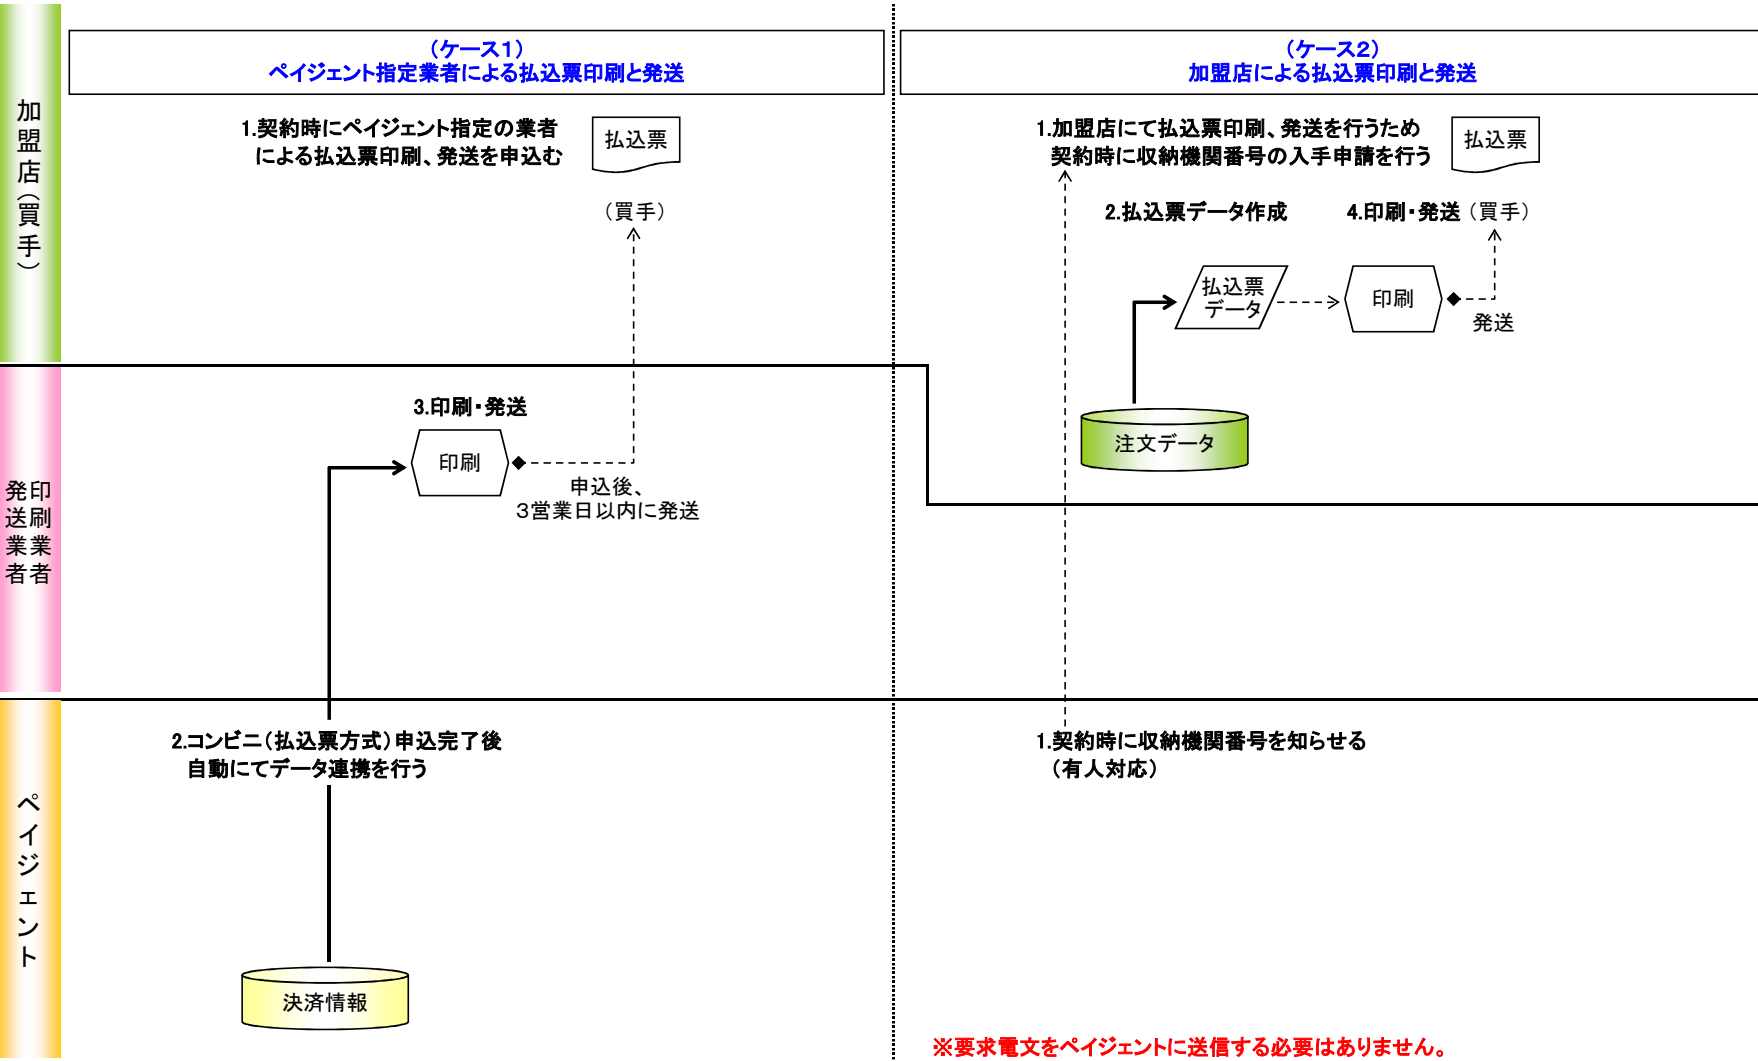 加盟店（買手）
印刷業者
発送業者
ペイジェント
（ケース１）
ペイジェント指定業者による払込票印刷と発送
1.契約時にペイジェント指定の業者
による払込票印刷、発送を申込む
払込票
（買手）
3.印刷・発送
印刷
申込後、
３営業日以内に発送
2.コンビニ（払込票方式）申込完了後
自動にてデータ連携を行う
決済情報
（ケース２）
加盟店による払込票印刷と発送
1.加盟店にて払込票印刷、発送を行うため
契約時に収納機関番号の入手申請を行う
払込票
2.払込票データ作成
4.印刷・発送（買手）
払込票
データ
印刷
発送
注文データ
1.契約時に収納機関番号を知らせる
（有人対応）
※要求電文をペイジェントに送信する必要はありません。